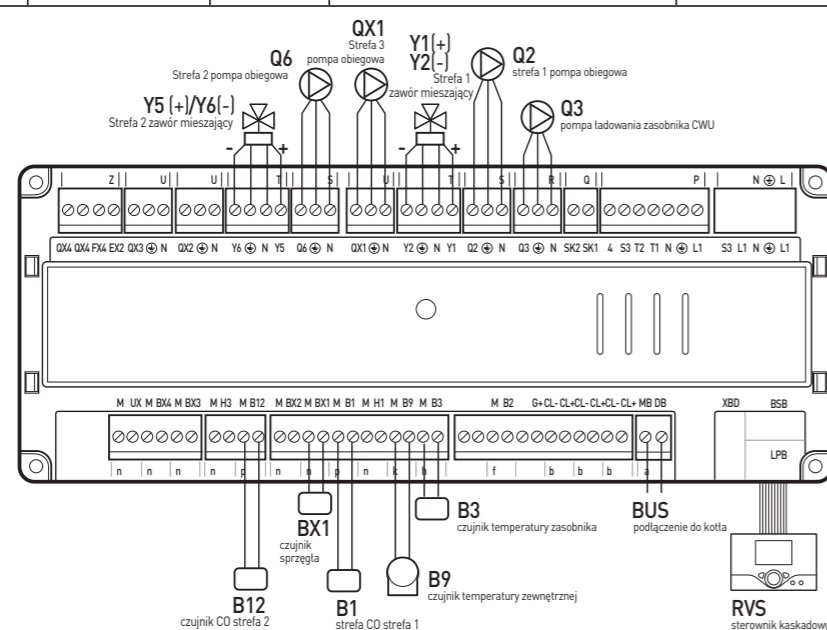 QX1
Strefa 3
pompa obiegowa
Q6
Strefa 2 pompa obiegowa
Y1(+)
Y2(-)
Strefa 1
zawór mieszający
Q2
strefa 1 pompa obiegowa
Y5 (+)/Y6(-)
Strefa 2 zawór mieszający
Q3
pompa ładowania zasobnika CWU
- +
- +
Z U U T S U T S R Q P N L
QX4 QX4 FX4 EX2 QX3 N QX2 N Y6 N Y5 Q6 N QX1 N Y2 N Y1 Q2 N Q3 N SK2 SK1 4 S3 T2 T1 N L1 S3 L1 N L1
M UX M BX4 M BX3 M H3 M B12 M BX2 M BX1 M B1 M H1 M B9 M B3 M B2 G+ CL- CL+ CL- CL+ CL- CL+ MB DB XBD BSB
LPB
n n n n p n n p n k h f b b b a
BX1
czujnik
sprzęgła
B3
czujnik temperatury zasobnika
BUS
podłączenie do kotła
B12
czujnik CO strefa 2
B1
strefa CO strefa 1
B9
czujnik temperatury zewnętrznej
RVS
sterownik kaskadowy